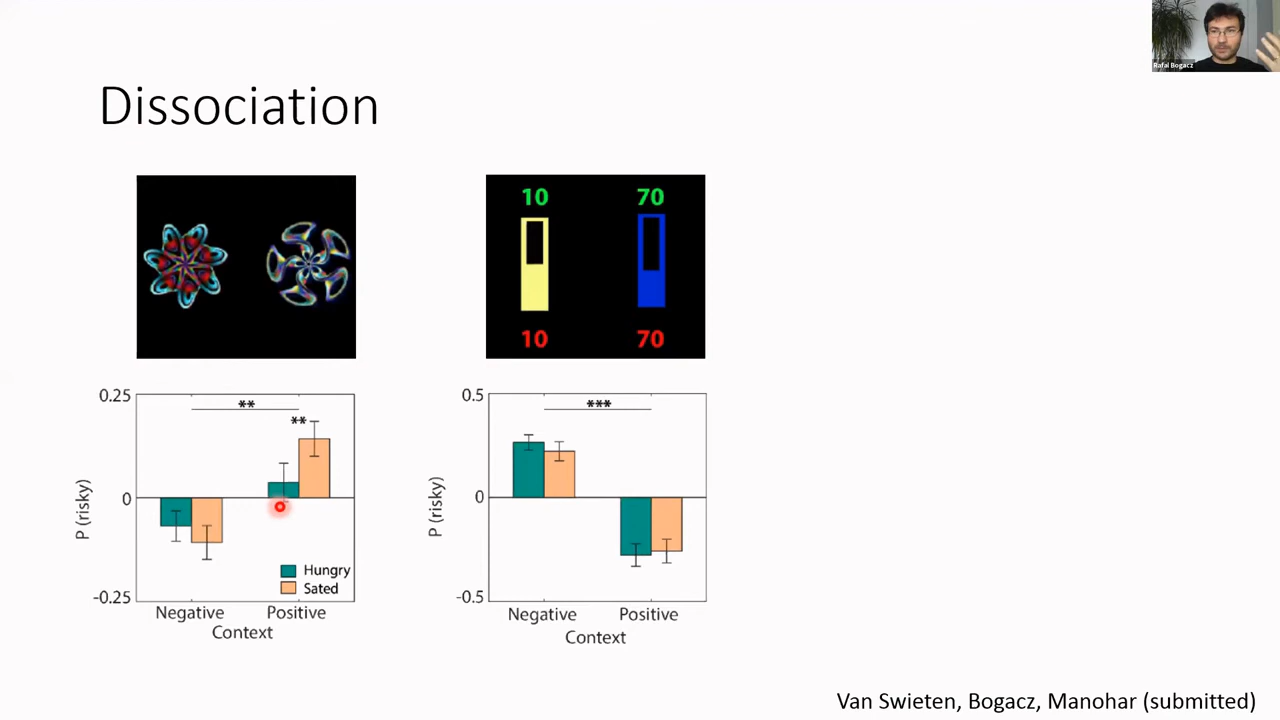 Rafal Bogacz
Dissociation
10 70
10 70
0.25
**
**
0
-0.25
P (risky)
Hungry
Sated
Negative Positive
Context
0.5
***
0
-0.5
P (risky)
Negative Positive
Context
Van Swieten, Bogacz, Manohar (submitted)